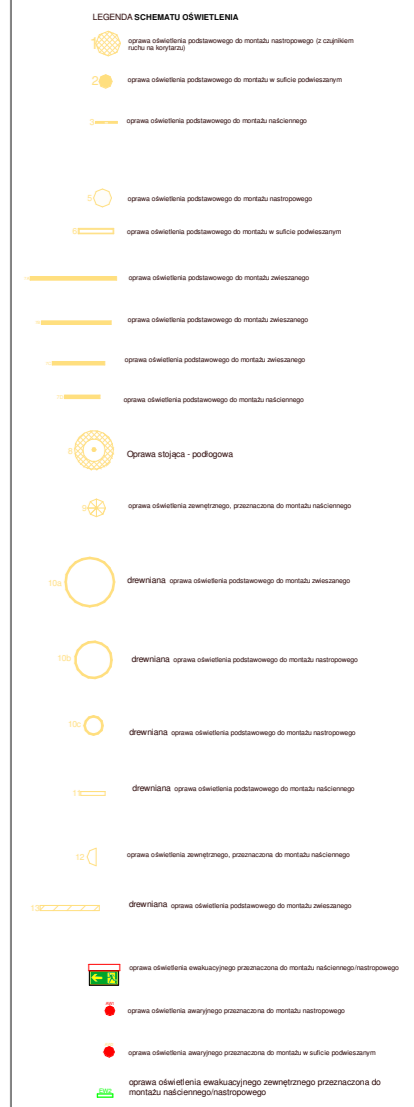 LEGENDA SCHEMATU OŚWIETLENIA
1 oprawa oświetlenia podstawowego do montażu nastropowego (z czujnikiem
ruchu na korytarzu)
2 oprawa oświetlenia podstawowego do montażu w suficie podwieszanym
3 oprawa oświetlenia podstawowego do montażu naściennego
5 oprawa oświetlenia podstawowego do montażu nastropowego
6 oprawa oświetlenia podstawowego do montażu w suficie podwieszanym
oprawa oświetlenia podstawowego do montażu zwieszanego
oprawa oświetlenia podstawowego do montażu zwieszanego
oprawa oświetlenia podstawowego do montażu zwieszanego
oprawa oświetlenia podstawowego do montażu naściennego
8 Oprawa stojąca - podłogowa
9 oprawa oświetlenia zewnętrznego, przeznaczona do montażu naściennego
10a drewniana oprawa oświetlenia podstawowego do montażu zwieszanego
10b drewniana oprawa oświetlenia podstawowego do montażu nastropowego
10c drewniana oprawa oświetlenia podstawowego do montażu nastropowego
11 drewniana oprawa oświetlenia podstawowego do montażu naściennego
12 oprawa oświetlenia zewnętrznego, przeznaczona do montażu naściennego
drewniana oprawa oświetlenia podstawowego do montażu zwieszanego
oprawa oświetlenia ewakuacyjnego przeznaczona do montażu naściennego/nastropowego
oprawa oświetlenia awaryjnego przeznaczona do montażu nastropowego
oprawa oświetlenia awaryjnego przeznaczona do montażu w suficie podwieszanym
EWZ oprawa oświetlenia ewakuacyjnego zewnętrznego przeznaczona do
montażu naściennego/nastropowego